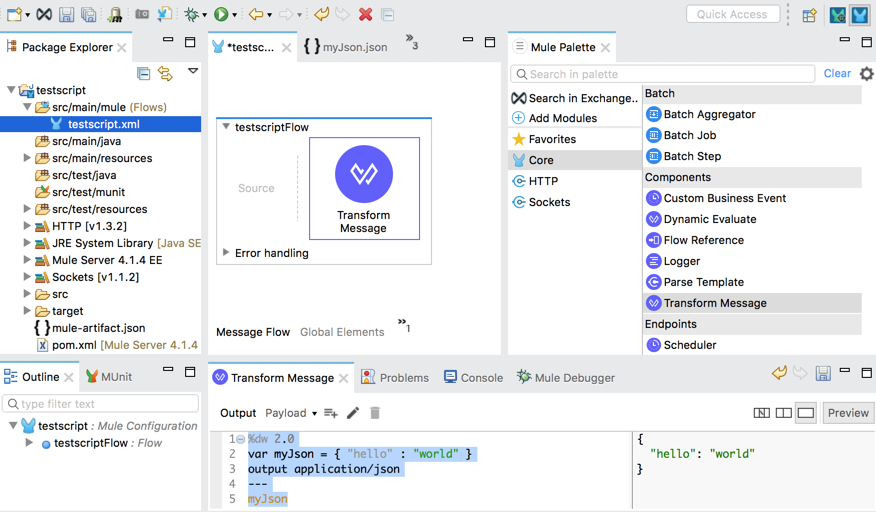 Quick Access
Package Explorer
testscript
src/main/mule (Flows)
testscript.xml
src/main/java
src/main/resources
src/test/java
src/test/munit
src/test/resources
HTTP [v1.3.2]
JRE System Library [Java SE
Mule Server 4.1.4 EE
Sockets [v1.1.2]
src
target
mule-artifact.json
pom.xml [Mule Server 4.1.4
*testsc...
{ } myJson.json
»3
testscriptFlow
Source
Transform
Message
Error handling
Message Flow Global Elements »1
Mule Palette
Search in palette
Clear
Search in Exchange..
Add Modules
Favorites
Core
HTTP
Sockets
Batch
Batch Aggregator
Batch Job
Batch Step
Components
Custom Business Event
Dynamic Evaluate
Flow Reference
Logger
Parse Template
Transform Message
Endpoints
Scheduler
Outline
MUnit
type filter text
testscript : Mule Configuration
testscriptFlow : Flow
Transform Message
Problems
Console
Mule Debugger
Output Payload
Preview
1 %dw 2.0
2 var myJson = { "hello" : "world" }
3 output application/json
4 ---
5 myJson
{
"hello": "world"
}